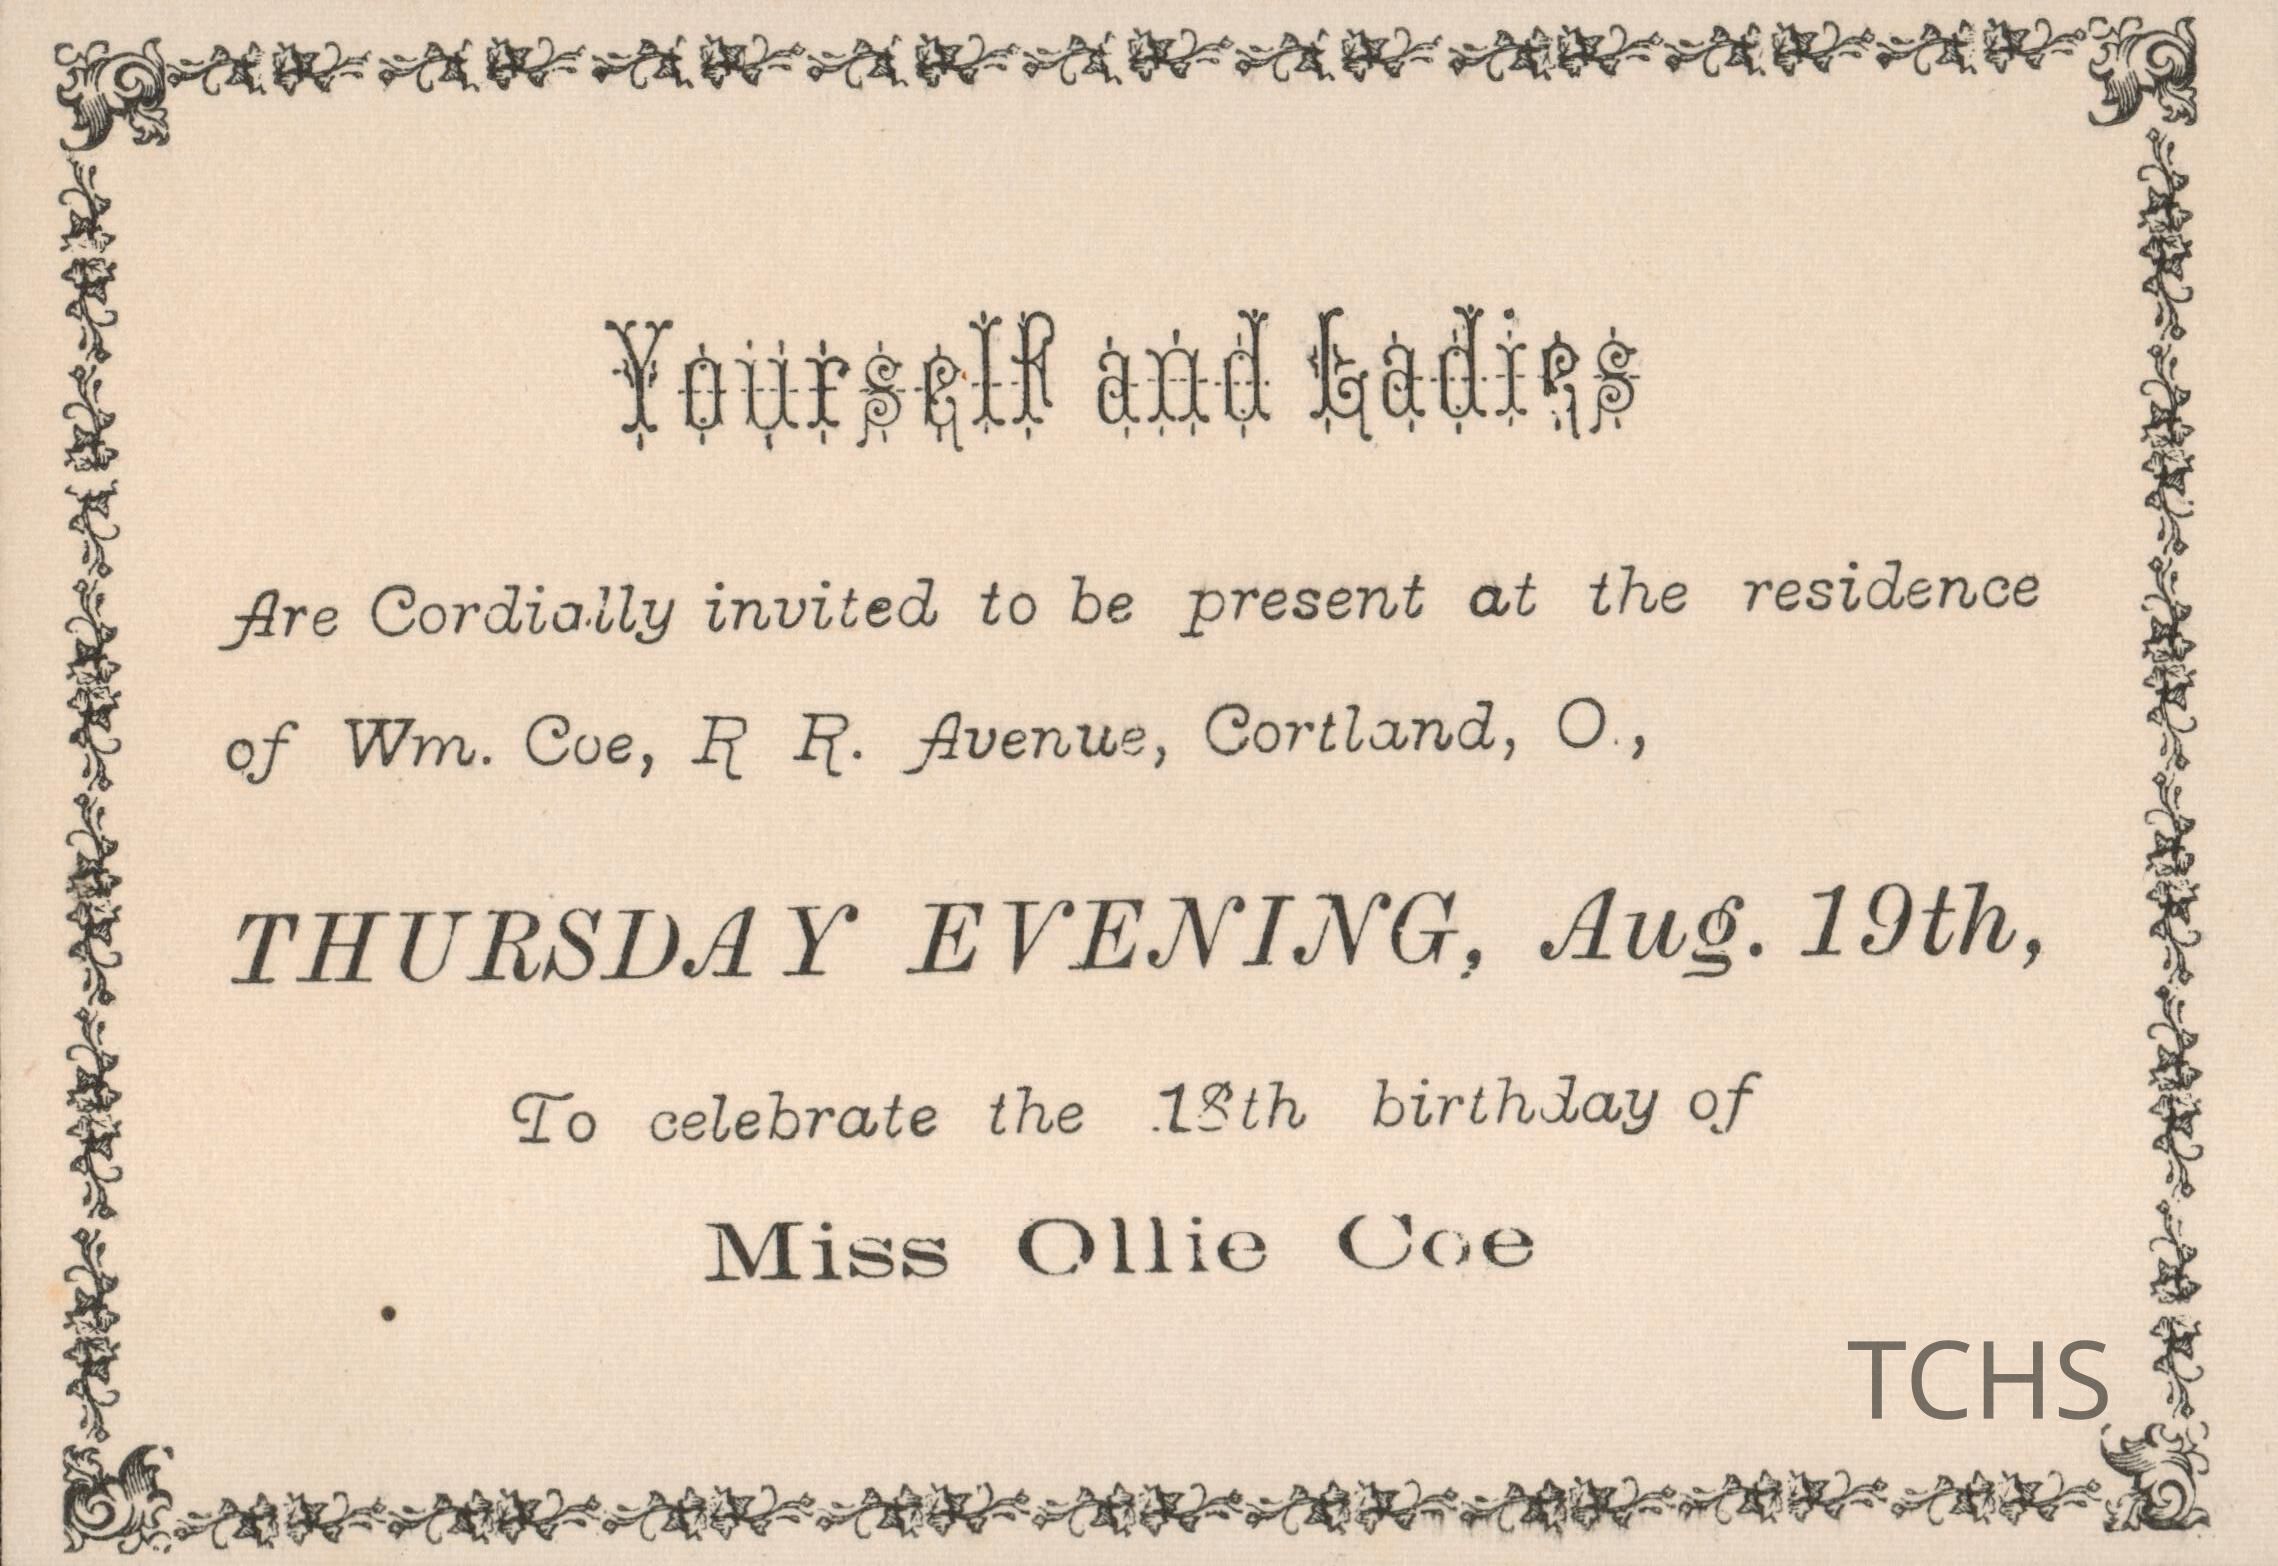 Yourself and Ladies
Are Cordially invited to be present at the residence
of Wm. Coe, R R. Avenue, Cortland, O.,
THURSDAY EVENING, Aug. 19th,
To celebrate the 18th birthday of
Miss Ollie Coe
TCHS